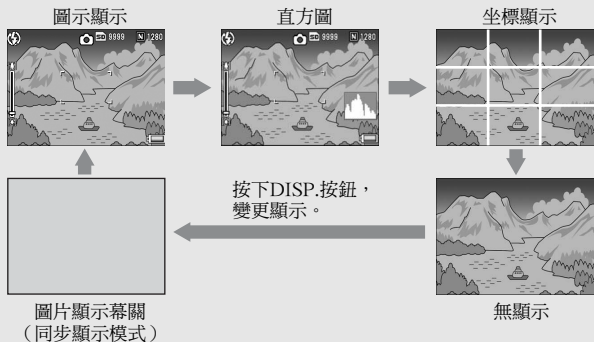 圖示顯示
直方圖
坐標顯示
SD 9999 N 1280
SD 9999 N 1280
按下DISP.按鈕，
變更顯示。
圖片顯示幕關
（同步顯示模式）
無顯示